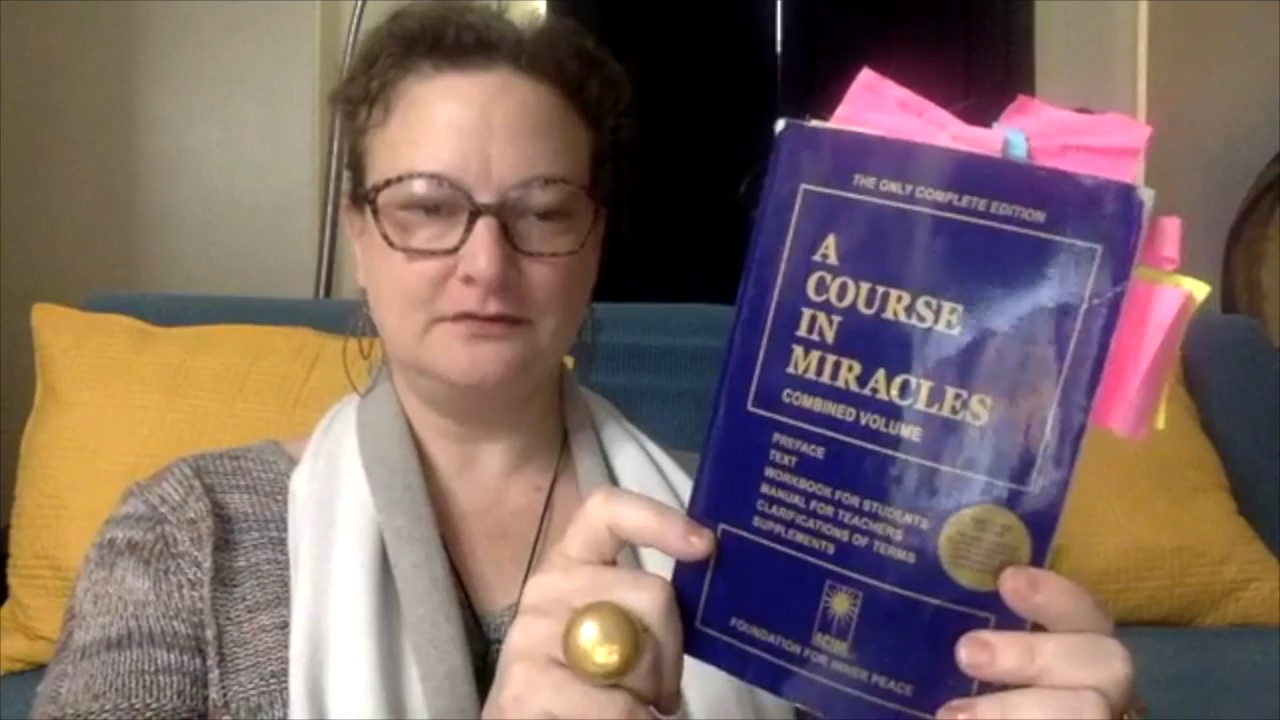 THE ONLY COMPLETE EDITION
A
COURSE
IN
MIRACLES
COMBINED VOLUME
PREFACE
TEXT
WORKBOOK FOR STUDENTS
MANUAL FOR TEACHERS
CLARIFICATIONS OF TERMS
SUPPLEMENTS
ACIM
FOUNDATION FOR INNER PEACE